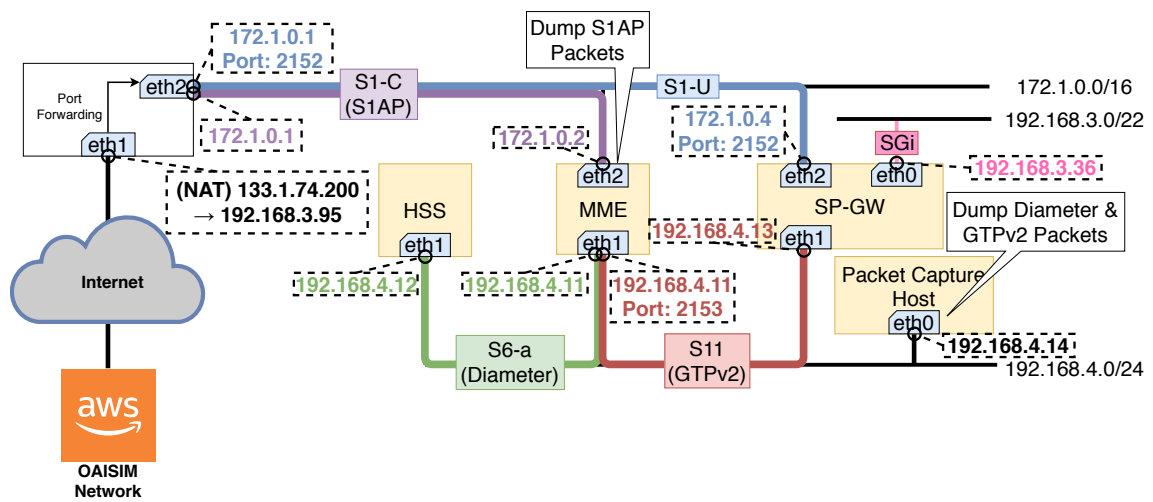 172.1.0.1
Port: 2152
Dump S1AP
Packets
eth2
S1-C
(S1AP)
S1-U
172.1.0.0/16
Port
Forwarding
172.1.0.1
172.1.0.2
172.1.0.4
Port: 2152
192.168.3.0/22
SGi
eth1
eth2
eth2
eth0
192.168.3.36
(NAT) 133.1.74.200
→ 192.168.3.95
HSS
MME
SP-GW
Dump Diameter &
GTPv2 Packets
192.168.4.13
eth1
eth1
eth1
Internet
192.168.4.12
192.168.4.11
192.168.4.11
Port: 2153
Packet Capture
Host
eth0
192.168.4.14
S6-a
(Diameter)
S11
(GTPv2)
192.168.4.0/24
aws
OAISIM
Network